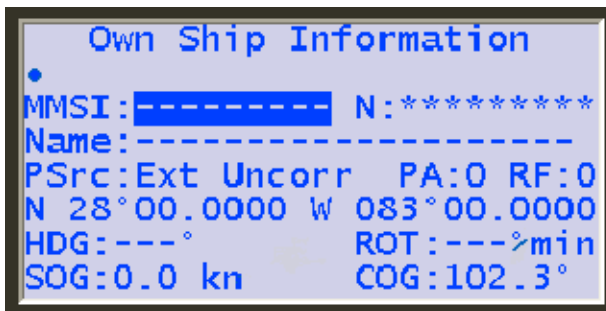 Own Ship Information
MMSI:--------- N:*********
Name:--------------------
PSrc:Ext Uncorr PA:0 RF:0
N 28°00.0000 W 083°00.0000
HDG:---° ROT:---°/min
SOG:0.0 kn COG:102.3°